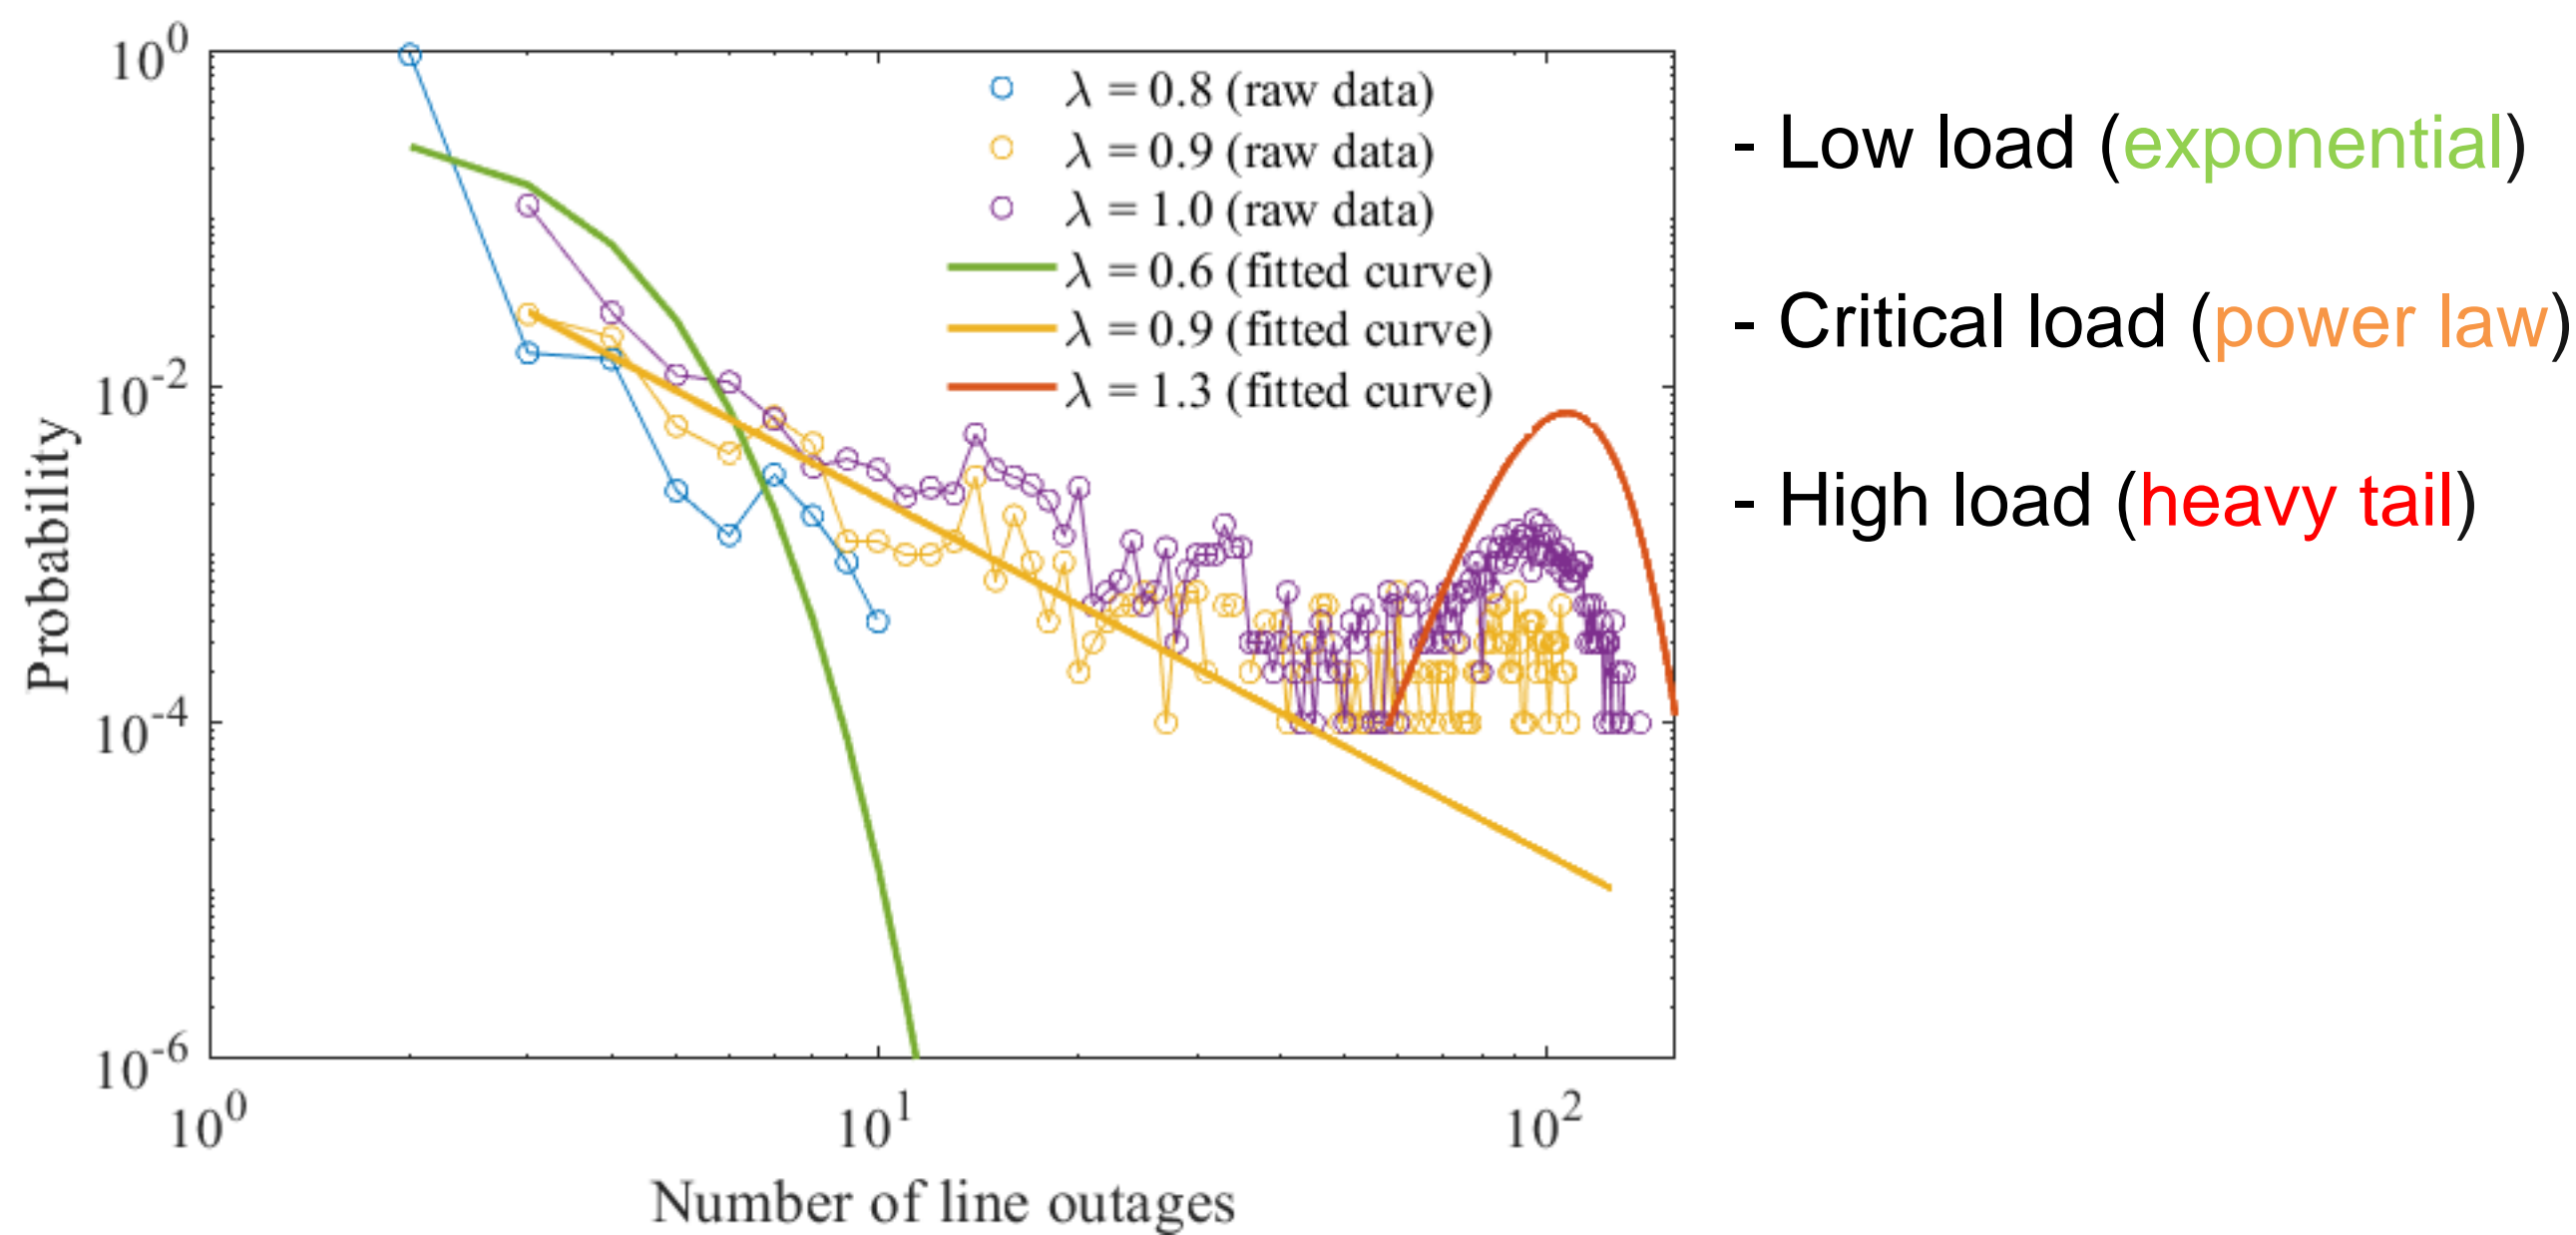 10^0
10^-2
10^-4
10^-6
Probability
λ = 0.8 (raw data)
λ = 0.9 (raw data)
λ = 1.0 (raw data)
λ = 0.6 (fitted curve)
λ = 0.9 (fitted curve)
λ = 1.3 (fitted curve)
10^0
10^1
10^2
Number of line outages
- Low load (exponential)
- Critical load (power law)
- High load (heavy tail)